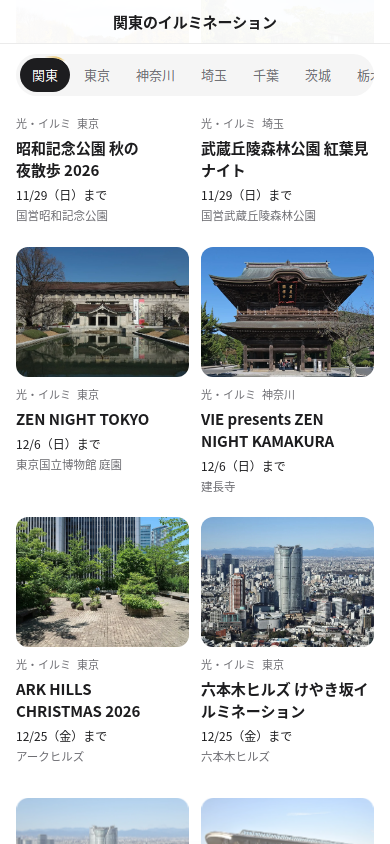 関東のイルミネーション
関東 東京 神奈川 埼玉 千葉 茨城
光・イルミ 東京
昭和記念公園 秋の
夜散歩 2026
11/29（日）まで
国営昭和記念公園
光・イルミ 埼玉
武蔵丘陵森林公園 紅葉見
ナイト
11/29（日）まで
国営武蔵丘陵森林公園
光・イルミ 東京
ZEN NIGHT TOKYO
12/6（日）まで
東京国立博物館 庭園
光・イルミ 神奈川
VIE presents ZEN
NIGHT KAMAKURA
12/6（日）まで
建長寺
光・イルミ 東京
ARK HILLS
CHRISTMAS 2026
12/25（金）まで
アークヒルズ
光・イルミ 東京
六本木ヒルズ けやき坂イ
ルミネーション
12/25（金）まで
六本木ヒルズ